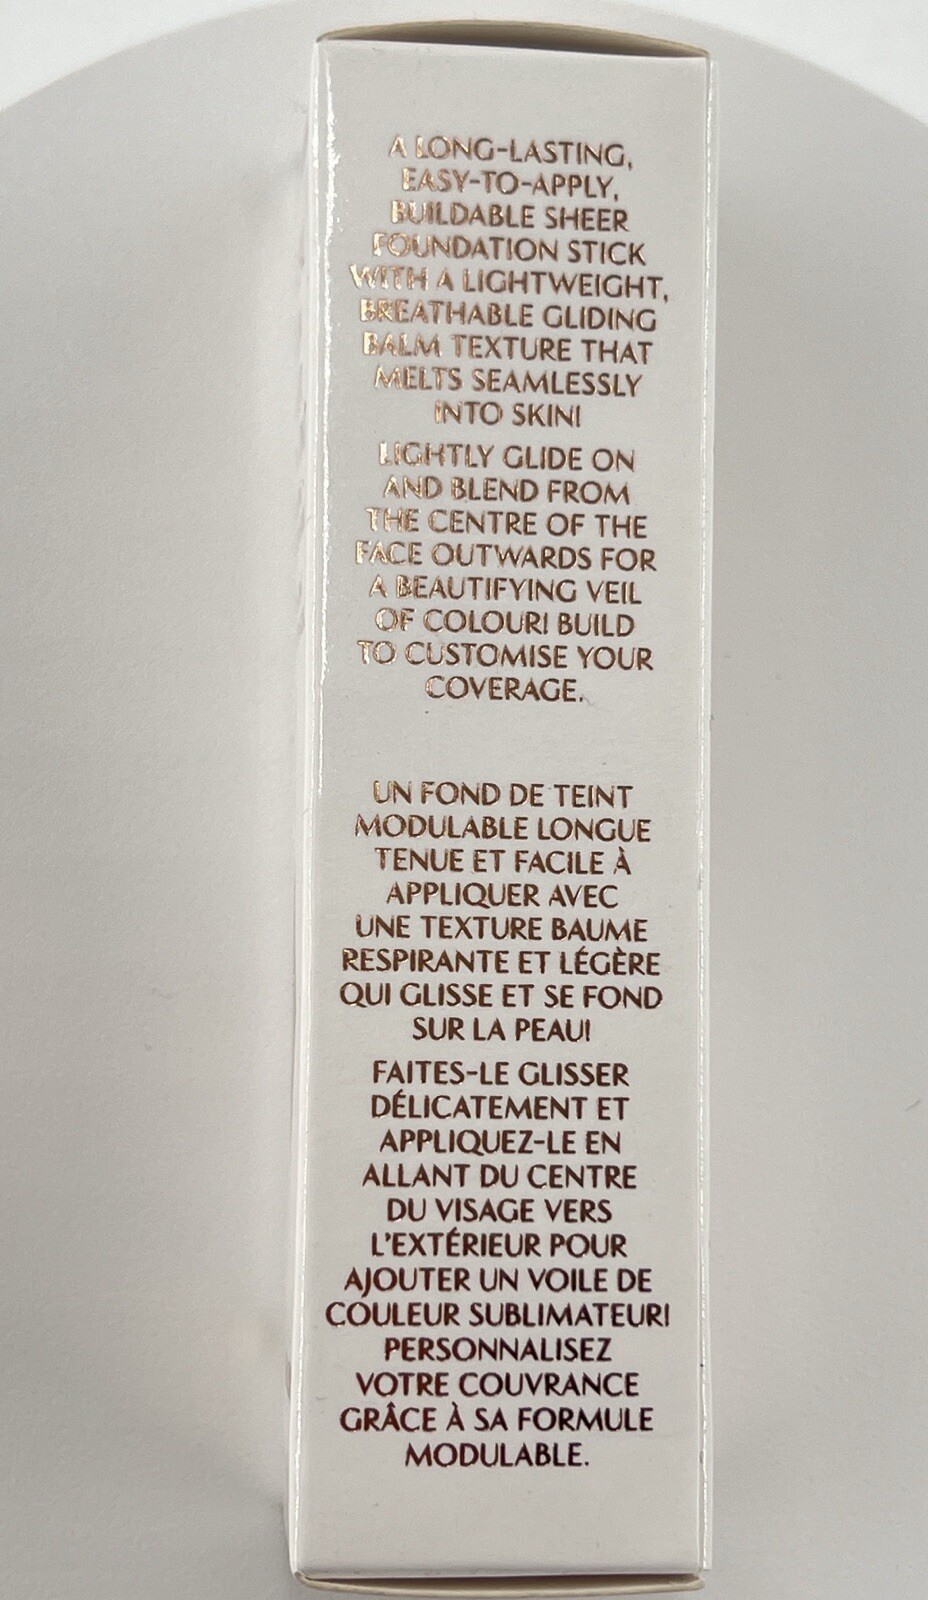 A LONG-LASTING,
EASY-TO-APPLY,
BUILDABLE SHEER
FOUNDATION STICK
WITH A LIGHTWEIGHT,
BREATHABLE GLIDING
BALM TEXTURE THAT
MELTS SEAMLESSLY
INTO SKIN!
LIGHTLY GLIDE ON
AND BLEND FROM
THE CENTRE OF THE
FACE OUTWARDS FOR
A BEAUTIFYING VEIL
OF COLOUR! BUILD
TO CUSTOMISE YOUR
COVERAGE.
UN FOND DE TEINT
MODULABLE LONGUE
TENUE ET FACILE À
APPLIQUER AVEC
UNE TEXTURE BAUME
RESPIRANTE ET LÉGÈRE
QUI GLISSE ET SE FOND
SUR LA PEAU!
FAITES-LE GLISSER
DÉLICATEMENT ET
APPLIQUEZ-LE EN
ALLANT DU CENTRE
DU VISAGE VERS
L'EXTÉRIEUR POUR
AJOUTER UN VOILE DE
COULEUR SUBLIMATEUR!
PERSONNALISEZ
VOTRE COUVRANCE
GRÂCE À SA FORMULE
MODULABLE.